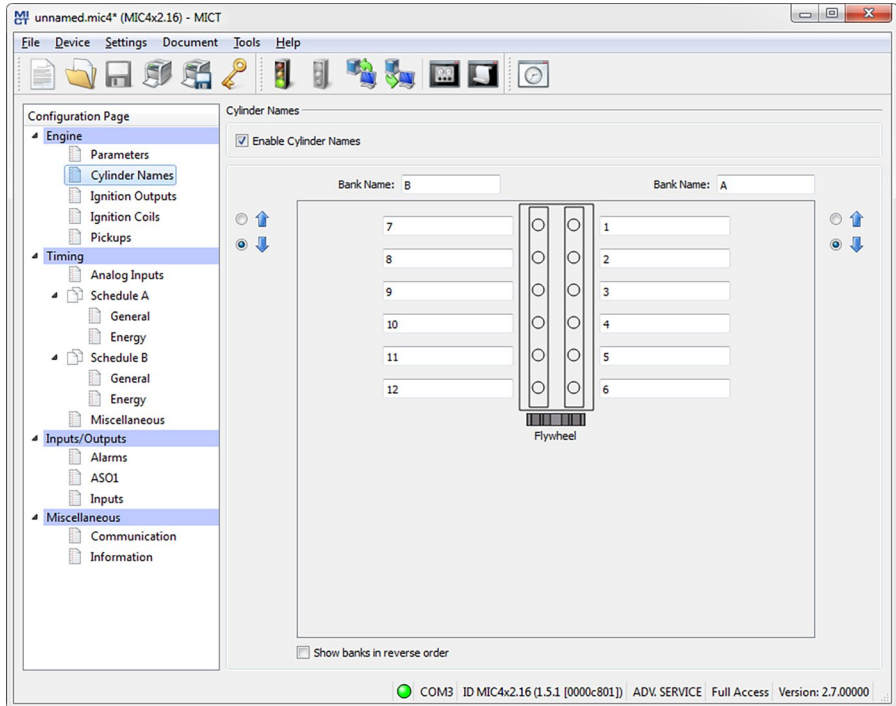 MICT unnamed.mic4* (MIC4x2.16) - MICT
File Device Settings Document Tools Help
Configuration Page
Engine
Parameters
Cylinder Names
Ignition Outputs
Ignition Coils
Pickups
Timing
Analog Inputs
Schedule A
General
Energy
Schedule B
General
Energy
Miscellaneous
Inputs/Outputs
Alarms
ASO1
Inputs
Miscellaneous
Communication
Information
Cylinder Names
Enable Cylinder Names
Bank Name: B Bank Name: A
7 1
8 2
9 3
10 4
11 5
12 6
Flywheel
Show banks in reverse order
COM3 ID MIC4x2.16 (1.5.1 [0000c801]) ADV. SERVICE Full Access Version: 2.7.00000